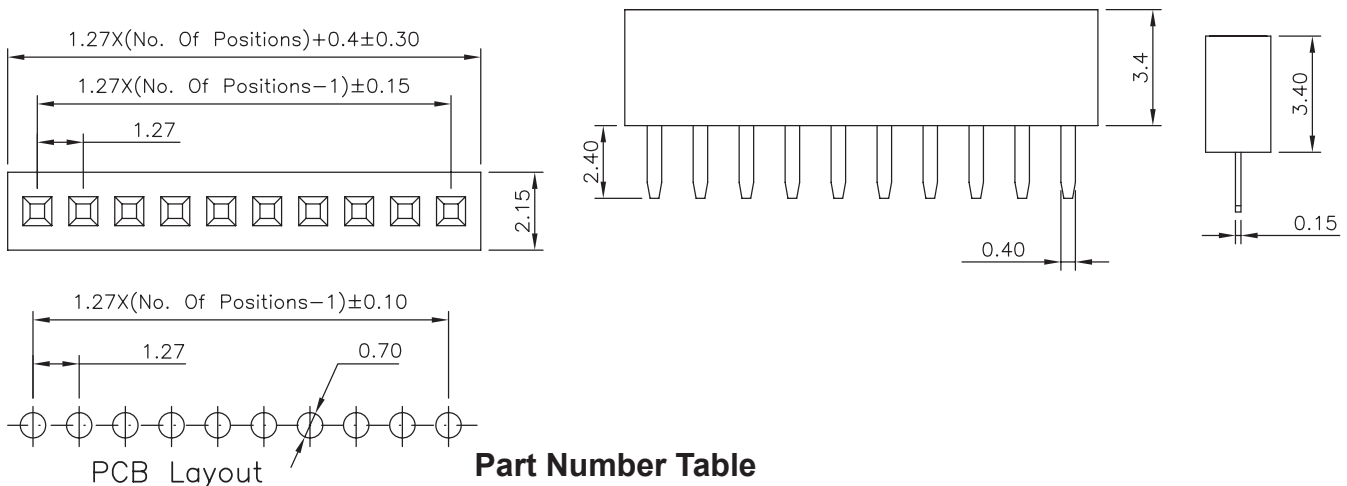 1.27X(No. Of Positions)+0.4±0.30
1.27X(No. Of Positions-1)±0.15
1.27
2.15
3.4
2.40
0.40
3.40
0.15
1.27X(No. Of Positions-1)±0.10
1.27
0.70
PCB Layout
Part Number Table